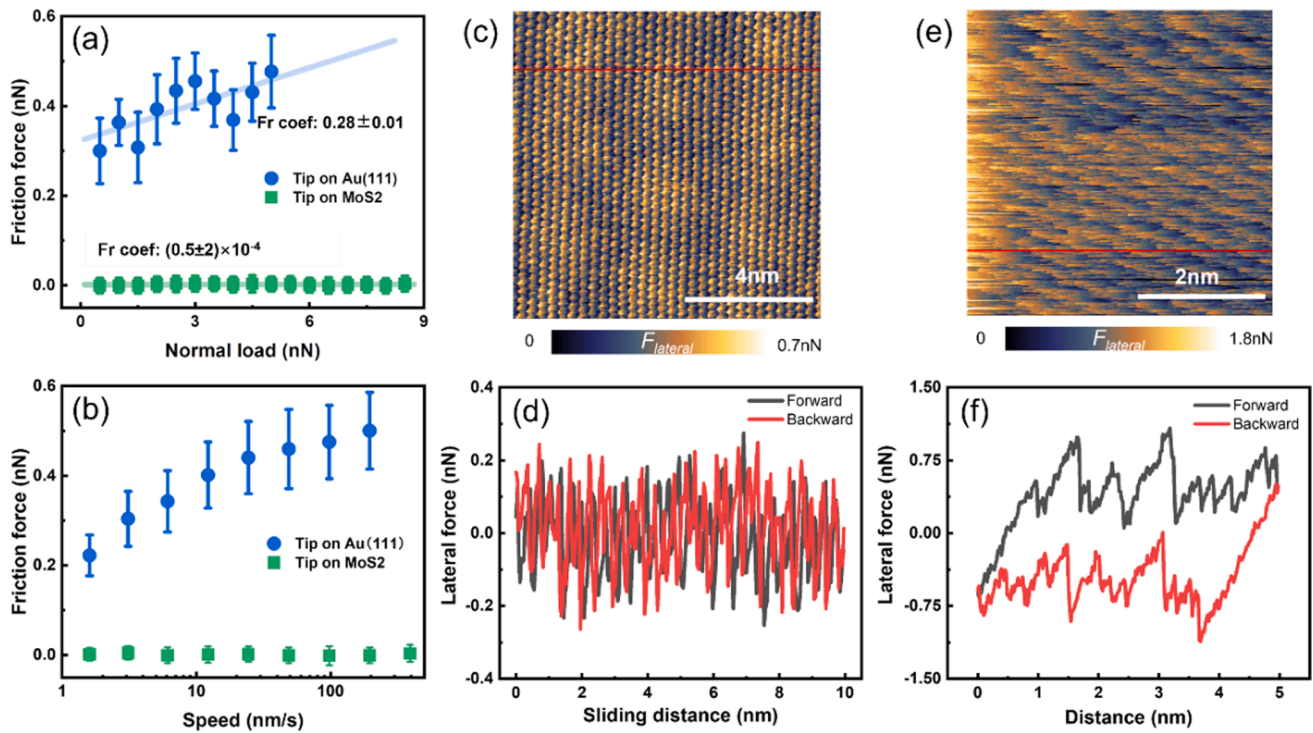 (a)
0.6
0.4
0.2
0.0
Friction force (nN)
Fr coef: 0.28±0.01
Tip on Au(111)
Tip on MoS2
Fr coef: (0.5±2)×10⁻⁴
0
3
6
9
Normal load (nN)
(c)
4nm
0
F_lateral
0.7nN
(e)
2nm
0
F_lateral
1.8nN
(b)
0.6
0.4
0.2
0.0
Friction force (nN)
Tip on Au(111)
Tip on MoS2
1
10
100
Speed (nm/s)
(d)
0.4
0.2
0.0
-0.2
-0.4
Lateral force (nN)
Forward
Backward
0
2
4
6
8
10
Sliding distance (nm)
(f)
1.50
0.75
0.00
-0.75
-1.50
Lateral force (nN)
Forward
Backward
0
1
2
3
4
5
Distance (nm)